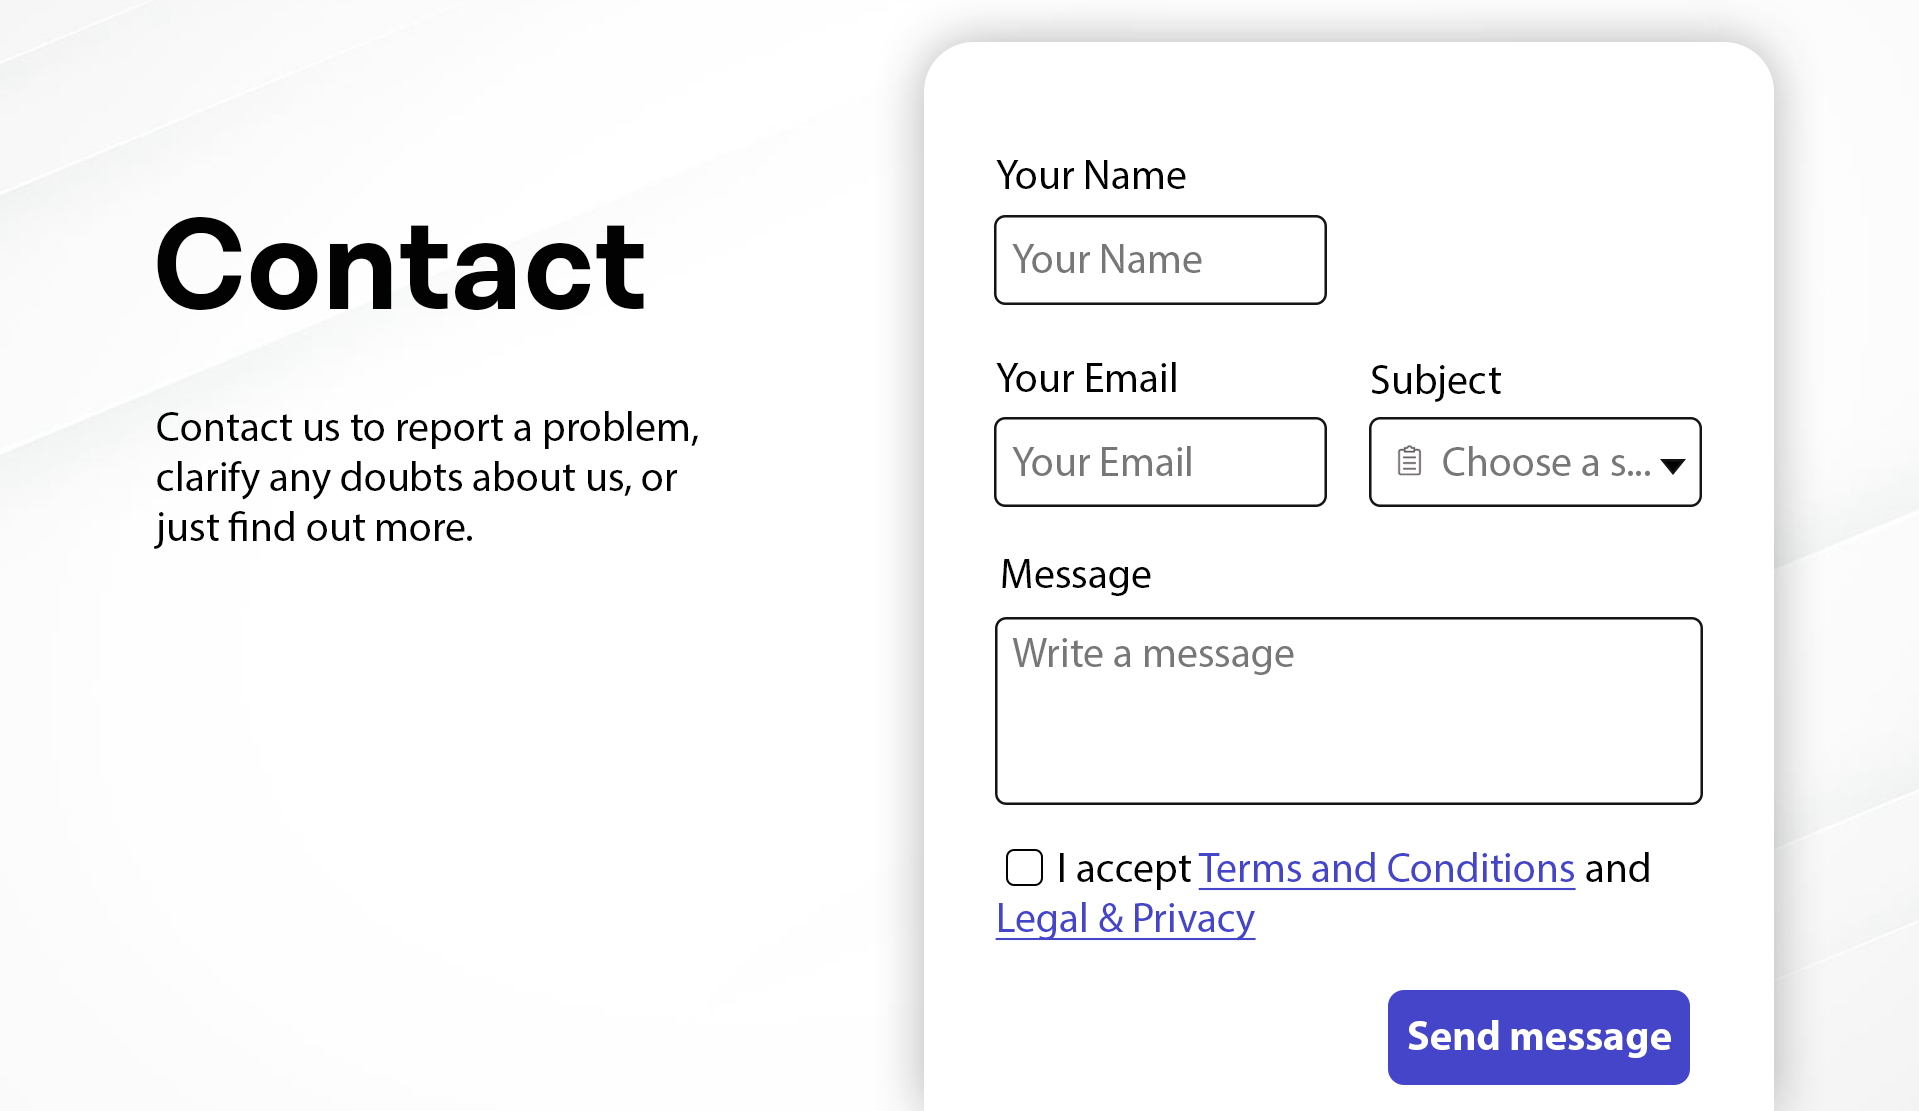 Contact
Contact us to report a problem,
clarify any doubts about us, or
just find out more.
Your Name
Your Name
Your Email
Your Email
Subject
Choose a s...
Message
Write a message
I accept Terms and Conditions and
Legal & Privacy
Send message